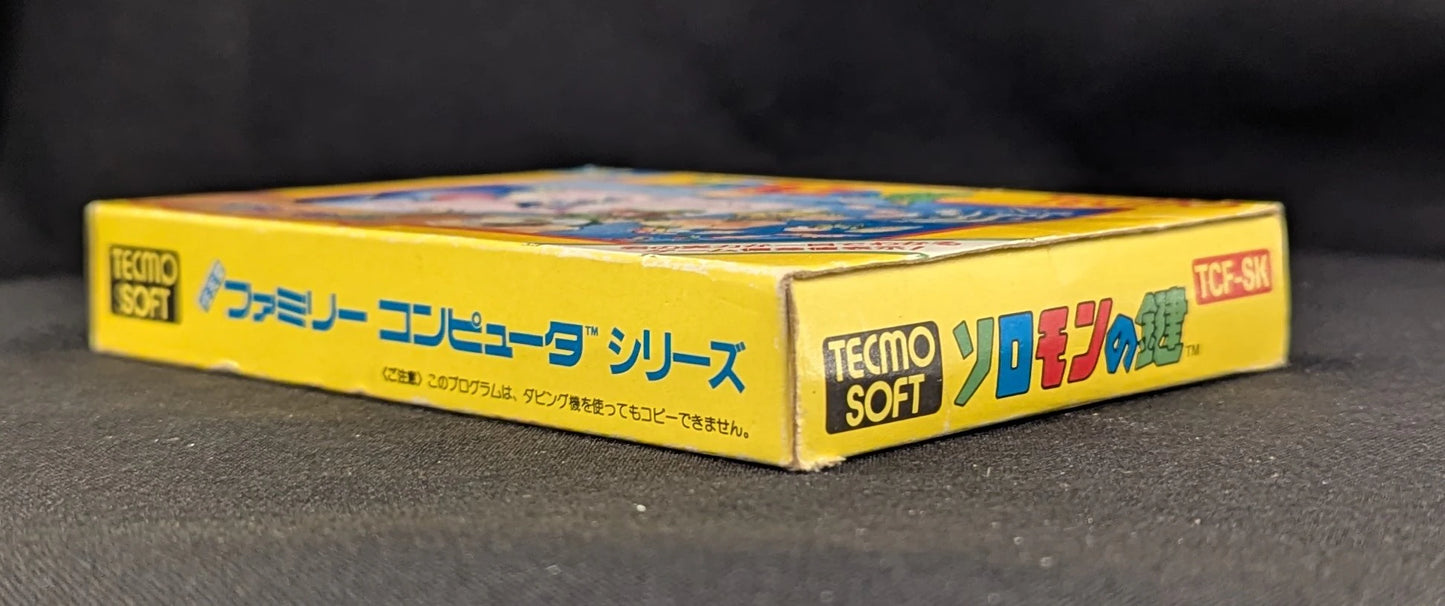 TECMO
SOFT
ファミリー コンピュータ™ シリーズ
〈ご注意〉このプログラムは、ダビング機を使ってもコピーできません。
TECMO
SOFT
ソロモンの鍵™
TCF-SK